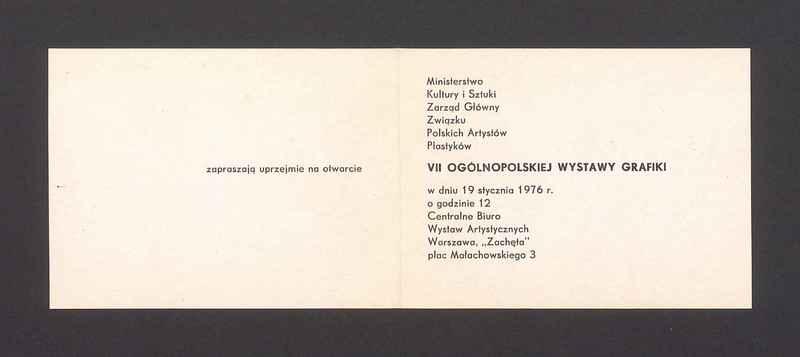 Ministerstwo
Kultury i Sztuki
Zarząd Główny
Związku
Polskich Artystów
Plastyków
zapraszają uprzejmie na otwarcie
VII OGÓLNOPOLSKIEJ WYSTAWY GRAFIKI
w dniu 19 stycznia 1976 r.
o godzinie 12
Centralne Biuro
Wystaw Artystycznych
Warszawa, „Zachęta”
plac Małachowskiego 3